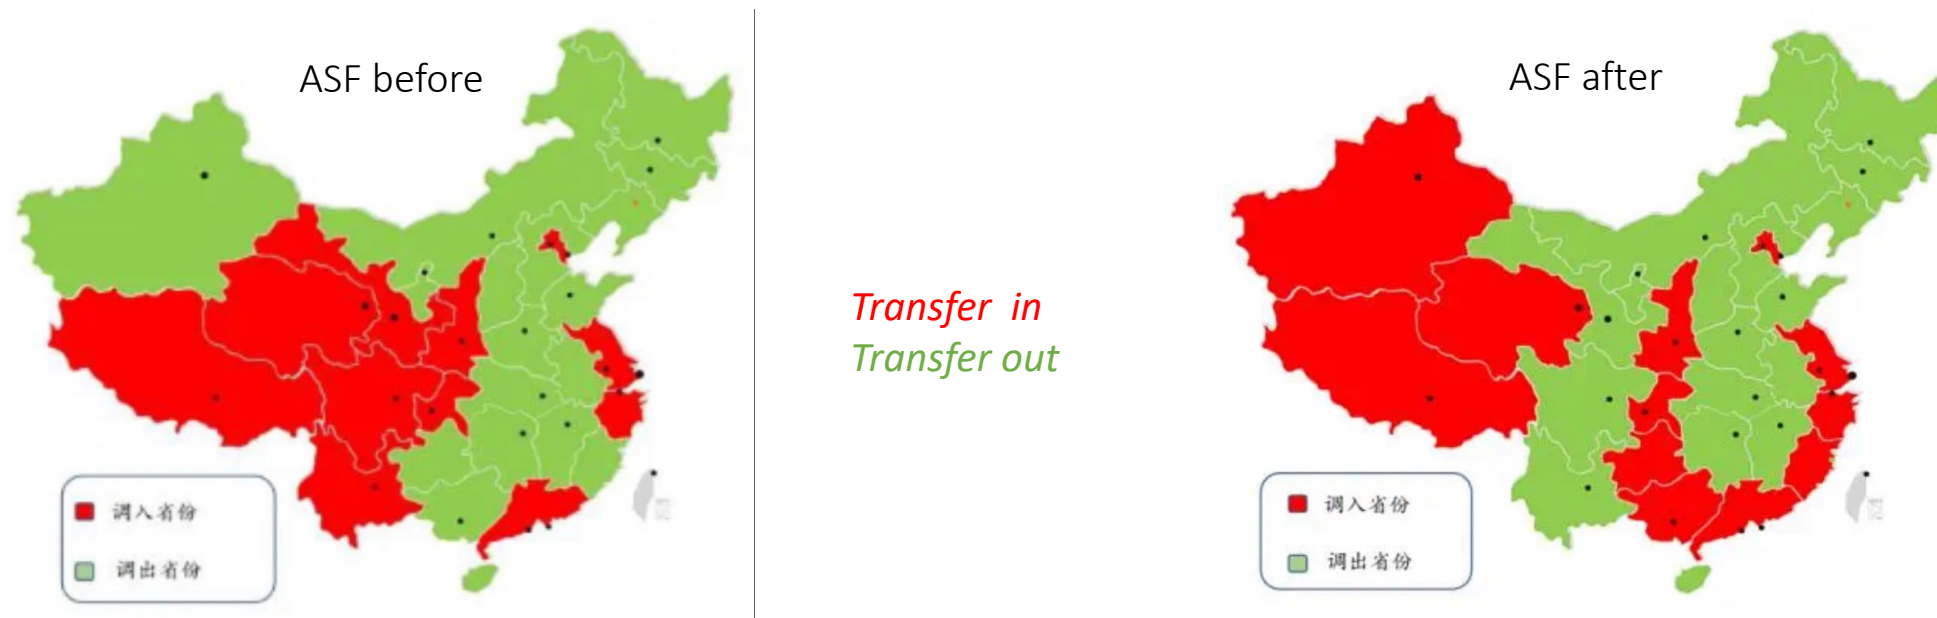 ASF before
调入省份
调出省份
Transfer in
Transfer out
ASF after
调入省份
调出省份